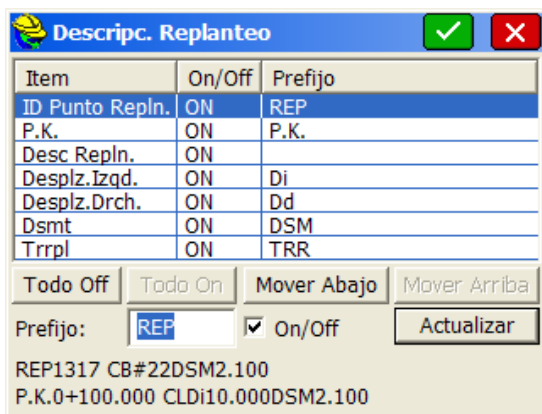 Descripc. Replanteo
Item On/Off Prefijo
ID Punto Repln. ON REP
P.K. ON P.K.
Desc Repln. ON
Desplz.Izqd. ON Di
Desplz.Drch. ON Dd
Dsmt ON DSM
Trrpl ON TRR
Todo Off Todo On Mover Abajo Mover Arriba
Prefijo: REP On/Off Actualizar
REP1317 CB#22DSM2.100
P.K.0+100.000 CLDi10.000DSM2.100